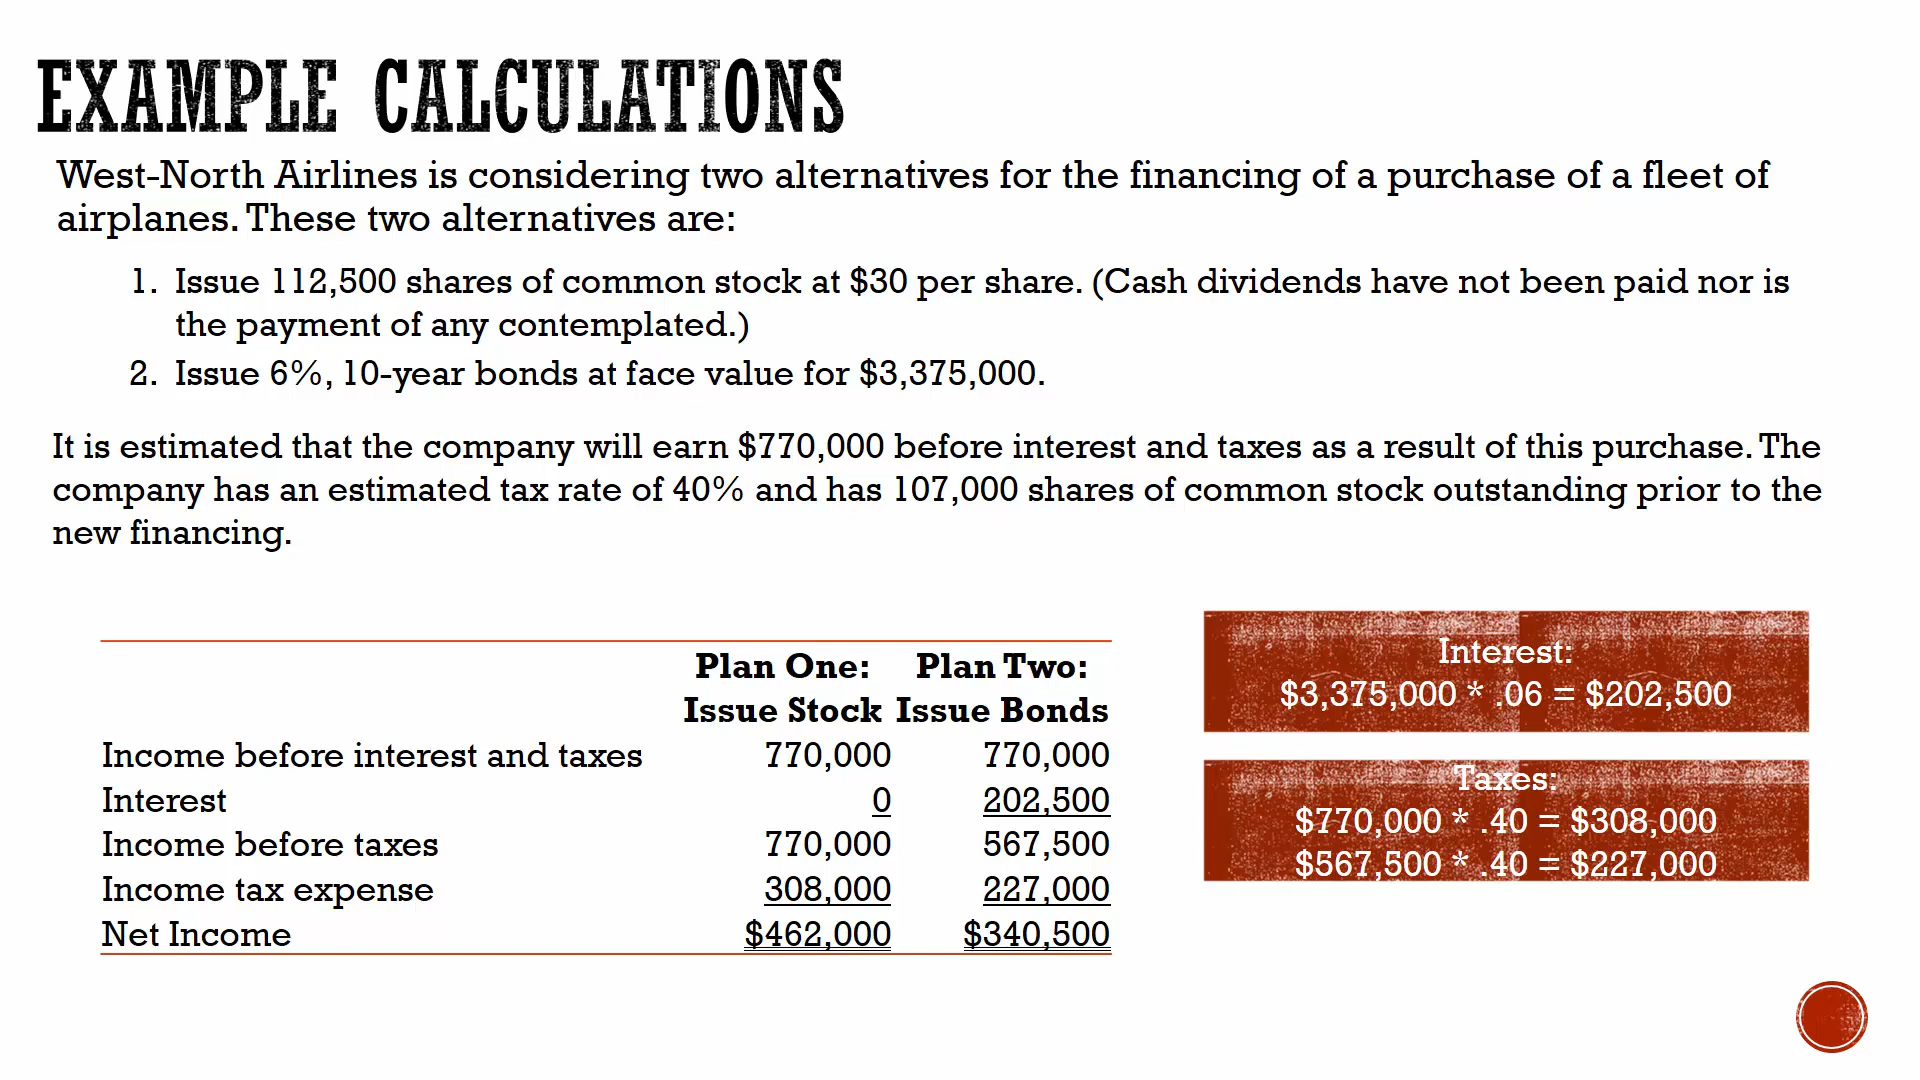 EXAMPLE CALCULATIONS
West-North Airlines is considering two alternatives for the financing of a purchase of a fleet of
airplanes. These two alternatives are:
1. Issue 112,500 shares of common stock at $30 per share. (Cash dividends have not been paid nor is
the payment of any contemplated.)
2. Issue 6%, 10-year bonds at face value for $3,375,000.
It is estimated that the company will earn $770,000 before interest and taxes as a result of this purchase. The
company has an estimated tax rate of 40% and has 107,000 shares of common stock outstanding prior to the
new financing.
Plan One: Plan Two:
Issue Stock Issue Bonds
Income before interest and taxes 770,000 770,000
Interest 0 202,500
Income before taxes 770,000 567,500
Income tax expense 308,000 227,000
Net Income $462,000 $340,500
Interest:
$3,375,000 * .06 = $202,500
Taxes:
$770,000 * .40 = $308,000
$567,500 * .40 = $227,000